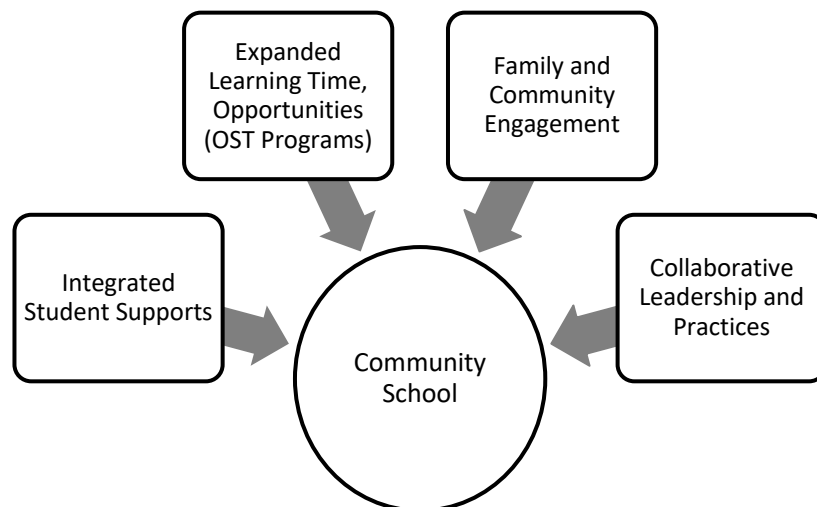 Expanded
Learning Time,
Opportunities
(OST Programs)
Family and
Community
Engagement
Integrated
Student Supports
Collaborative
Leadership and
Practices
Community
School